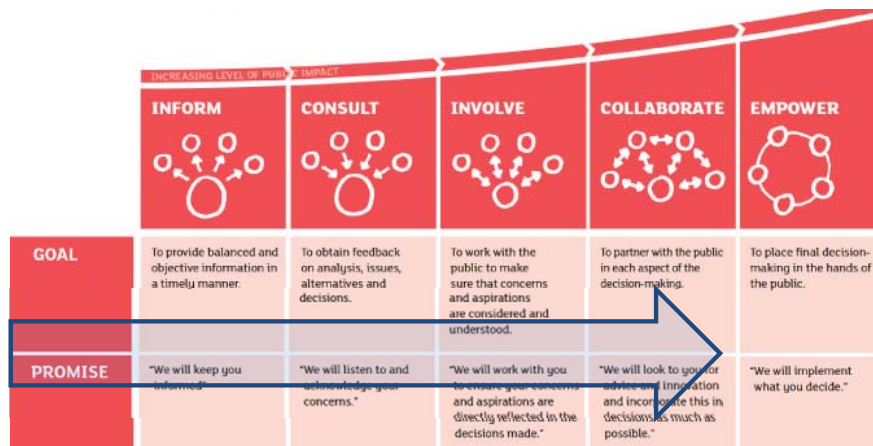 INCREASING LEVEL OF PUBLIC IMPACT
INFORM
CONSULT
INVOLVE
COLLABORATE
EMPOWER
GOAL
To provide balanced and
objective information in
a timely manner.
To obtain feedback
on analysis, issues,
alternatives and
decisions.
To work with the
public to make
sure that concerns
and aspirations
are considered and
understood.
To partner with the public
in each aspect of the
decision-making.
To place final decision-
making in the hands of
the public.
PROMISE
"We will keep you
informed"
"We will listen to and
acknowledge your
concerns."
"We will work with you
to ensure your concerns
and aspirations are
directly reflected in the
decisions made."
"We will look to you for
advice and innovation
and incorporate this in
decisions as much as
possible."
"We will implement
what you decide."